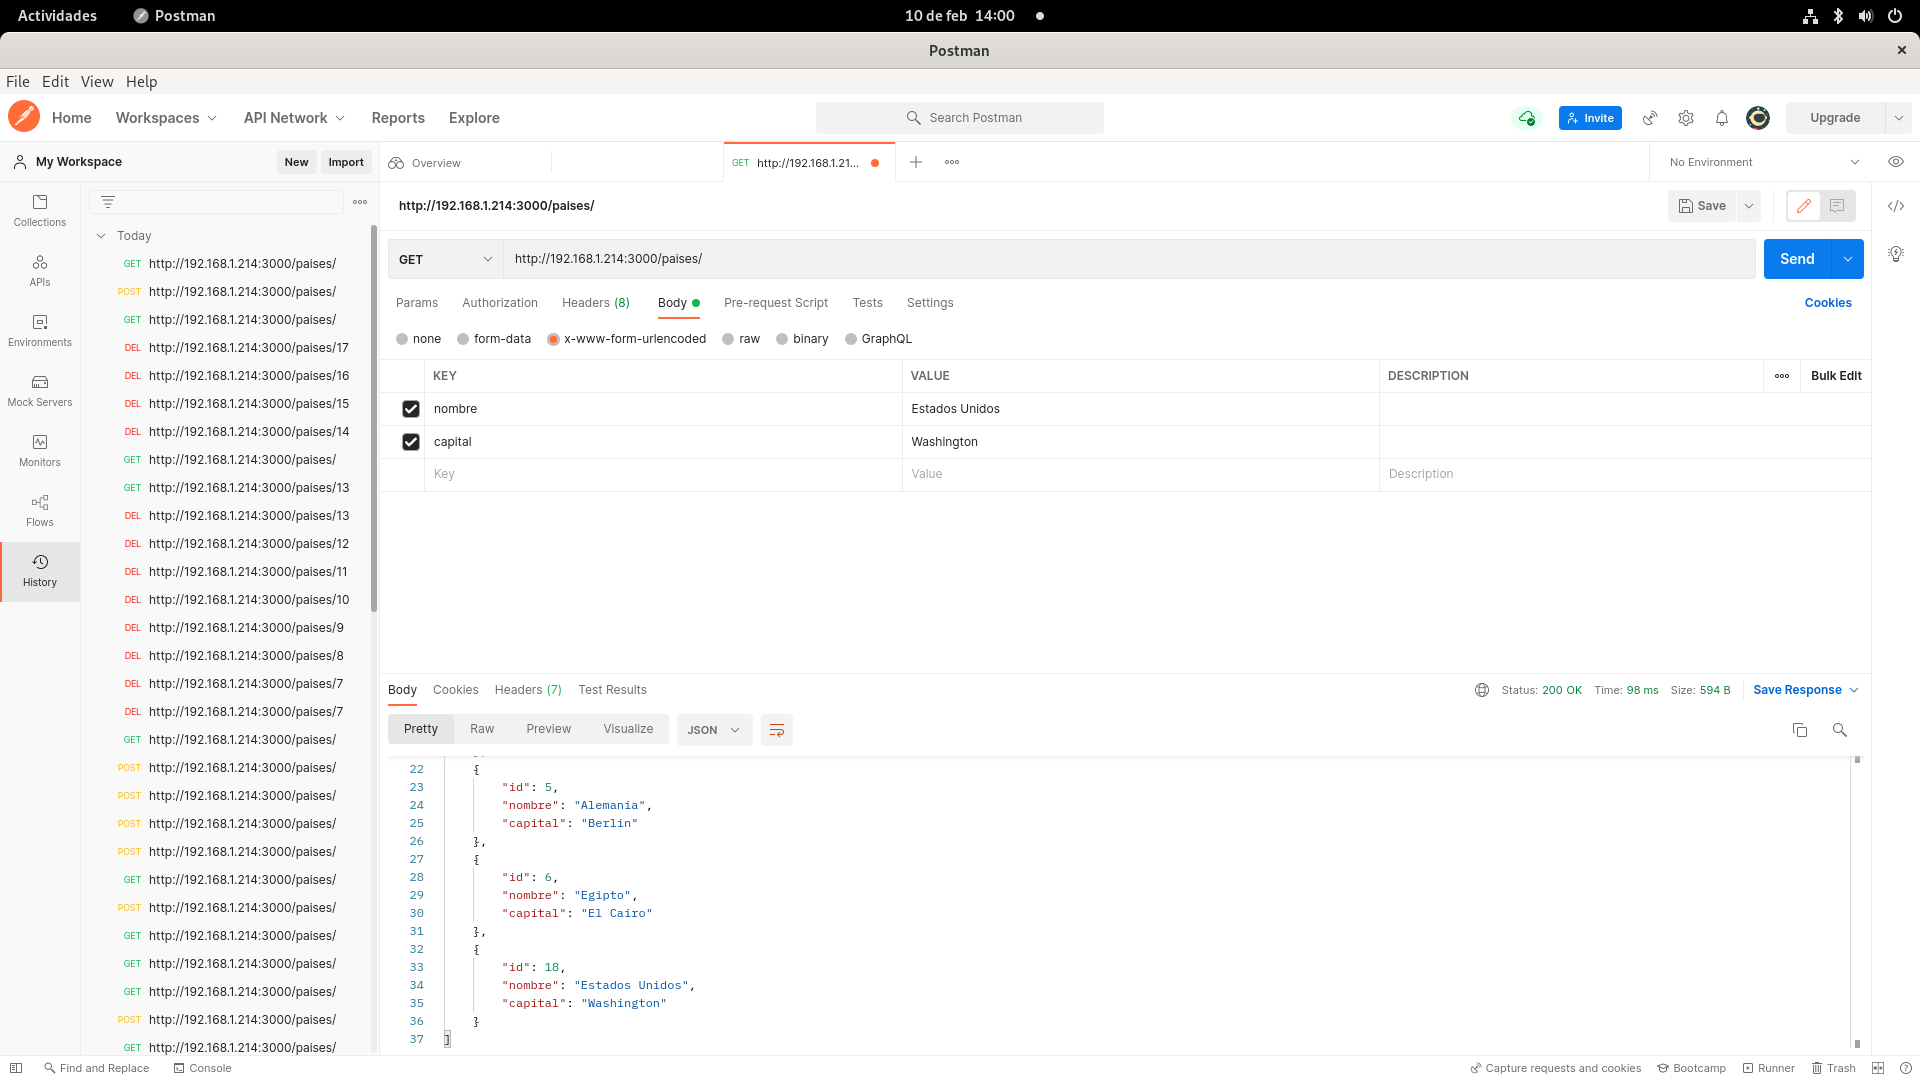 Actividades Postman 10 de feb 14:00
Postman
File Edit View Help
Home Workspaces API Network Reports Explore Search Postman Invite Upgrade
My Workspace New Import Overview GET http://192.168.1.21... No Environment
Collections
APIs
Environments
Mock Servers
Monitors
Flows
History
Today
GET http://192.168.1.214:3000/paises/
POST http://192.168.1.214:3000/paises/
GET http://192.168.1.214:3000/paises/
DEL http://192.168.1.214:3000/paises/17
DEL http://192.168.1.214:3000/paises/16
DEL http://192.168.1.214:3000/paises/15
DEL http://192.168.1.214:3000/paises/14
GET http://192.168.1.214:3000/paises/
GET http://192.168.1.214:3000/paises/13
DEL http://192.168.1.214:3000/paises/13
DEL http://192.168.1.214:3000/paises/12
DEL http://192.168.1.214:3000/paises/11
DEL http://192.168.1.214:3000/paises/10
DEL http://192.168.1.214:3000/paises/9
DEL http://192.168.1.214:3000/paises/8
DEL http://192.168.1.214:3000/paises/7
DEL http://192.168.1.214:3000/paises/7
GET http://192.168.1.214:3000/paises/
POST http://192.168.1.214:3000/paises/
POST http://192.168.1.214:3000/paises/
POST http://192.168.1.214:3000/paises/
POST http://192.168.1.214:3000/paises/
GET http://192.168.1.214:3000/paises/
POST http://192.168.1.214:3000/paises/
GET http://192.168.1.214:3000/paises/
GET http://192.168.1.214:3000/paises/
GET http://192.168.1.214:3000/paises/
POST http://192.168.1.214:3000/paises/
GET http://192.168.1.214:3000/paises/
http://192.168.1.214:3000/paises/ Save
GET http://192.168.1.214:3000/paises/ Send
Params Authorization Headers (8) Body Pre-request Script Tests Settings Cookies
none form-data x-www-form-urlencoded raw binary GraphQL
KEY VALUE DESCRIPTION Bulk Edit
nombre Estados Unidos
capital Washington
Key Value Description
Body Cookies Headers (7) Test Results Status: 200 OK Time: 98 ms Size: 594 B Save Response
Pretty Raw Preview Visualize JSON
22 {
23 "id": 5,
24 "nombre": "Alemania",
25 "capital": "Berlin"
26 },
27 {
28 "id": 6,
29 "nombre": "Egipto",
30 "capital": "El Cairo"
31 },
32 {
33 "id": 18,
34 "nombre": "Estados Unidos",
35 "capital": "Washington"
36 }
37 ]
Find and Replace Console Capture requests and cookies Bootcamp Runner Trash